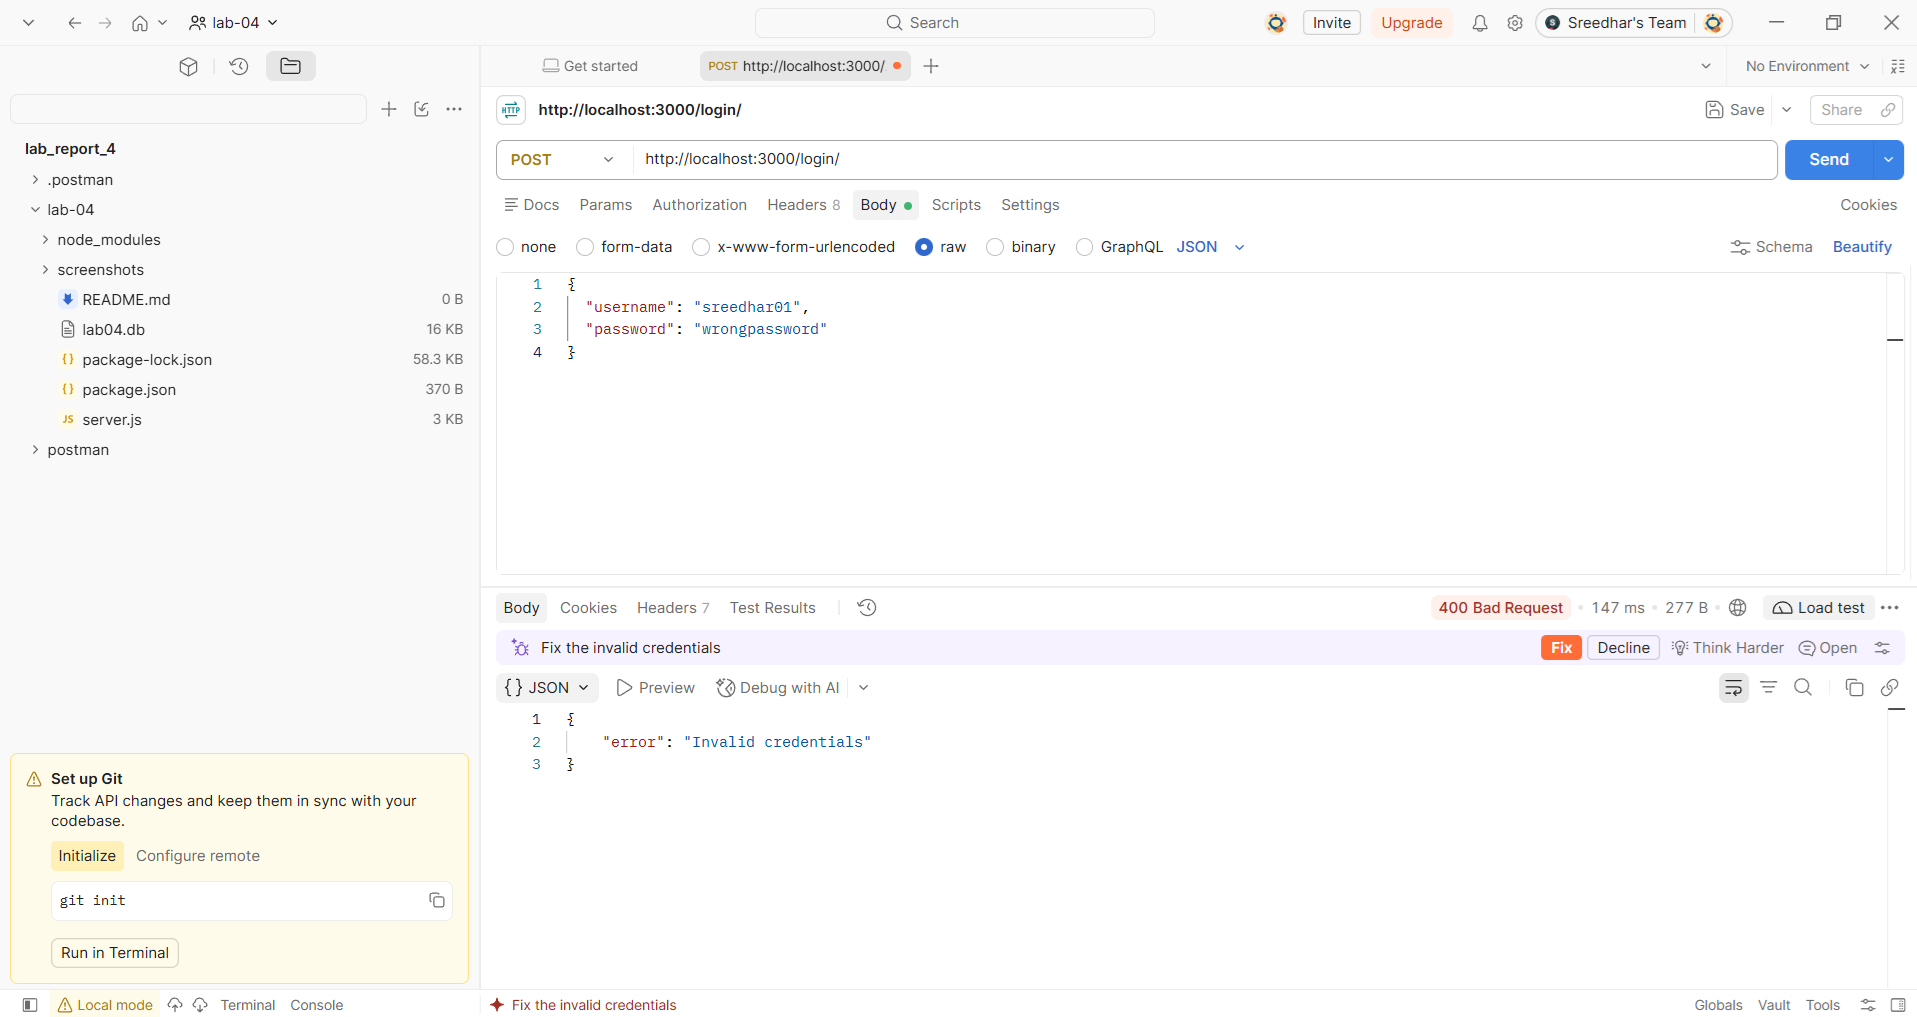 lab-04
Search
Invite
Upgrade
Sreedhar's Team
Get started
POST http://localhost:3000/
No Environment
HTTP http://localhost:3000/login/
Save
Share
lab_report_4
.postman
lab-04
node_modules
screenshots
README.md 0 B
lab04.db 16 KB
package-lock.json 58.3 KB
package.json 370 B
JS server.js 3 KB
postman
POST http://localhost:3000/login/
Send
Docs Params Authorization Headers 8 Body Scripts Settings
Cookies
none form-data x-www-form-urlencoded raw binary GraphQL JSON
Schema Beautify
1 {
2 "username": "sreedhar01",
3 "password": "wrongpassword"
4 }
Body Cookies Headers 7 Test Results
400 Bad Request 147 ms 277 B Load test
Fix the invalid credentials
Fix Decline Think Harder Open
{} JSON Preview Debug with AI
1 {
2 "error": "Invalid credentials"
3 }
Set up Git
Track API changes and keep them in sync with your
codebase.
Initialize Configure remote
git init
Run in Terminal
Local mode Terminal Console
Fix the invalid credentials
Globals Vault Tools